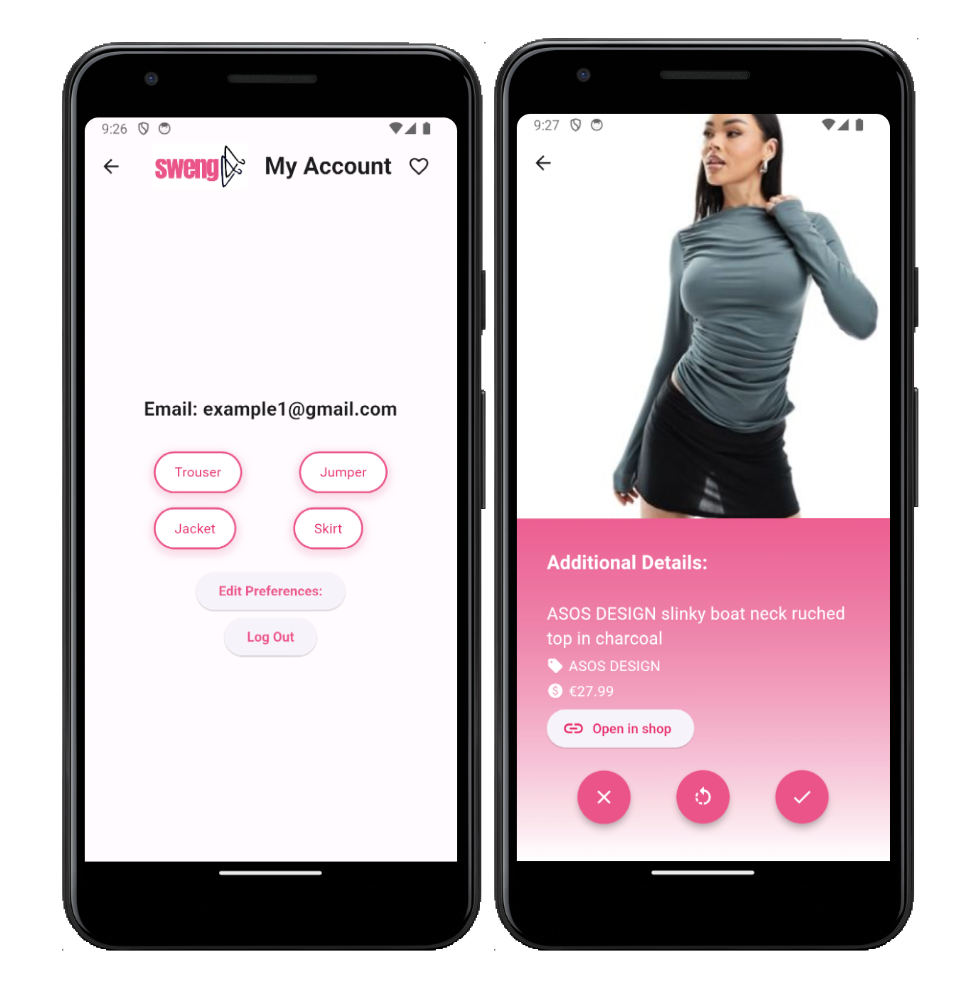 9:26
sweng My Account
Email: example1@gmail.com
Trouser Jumper
Jacket Skirt
Edit Preferences:
Log Out
9:27
Additional Details:
ASOS DESIGN slinky boat neck ruched
top in charcoal
ASOS DESIGN
€27.99
Open in shop